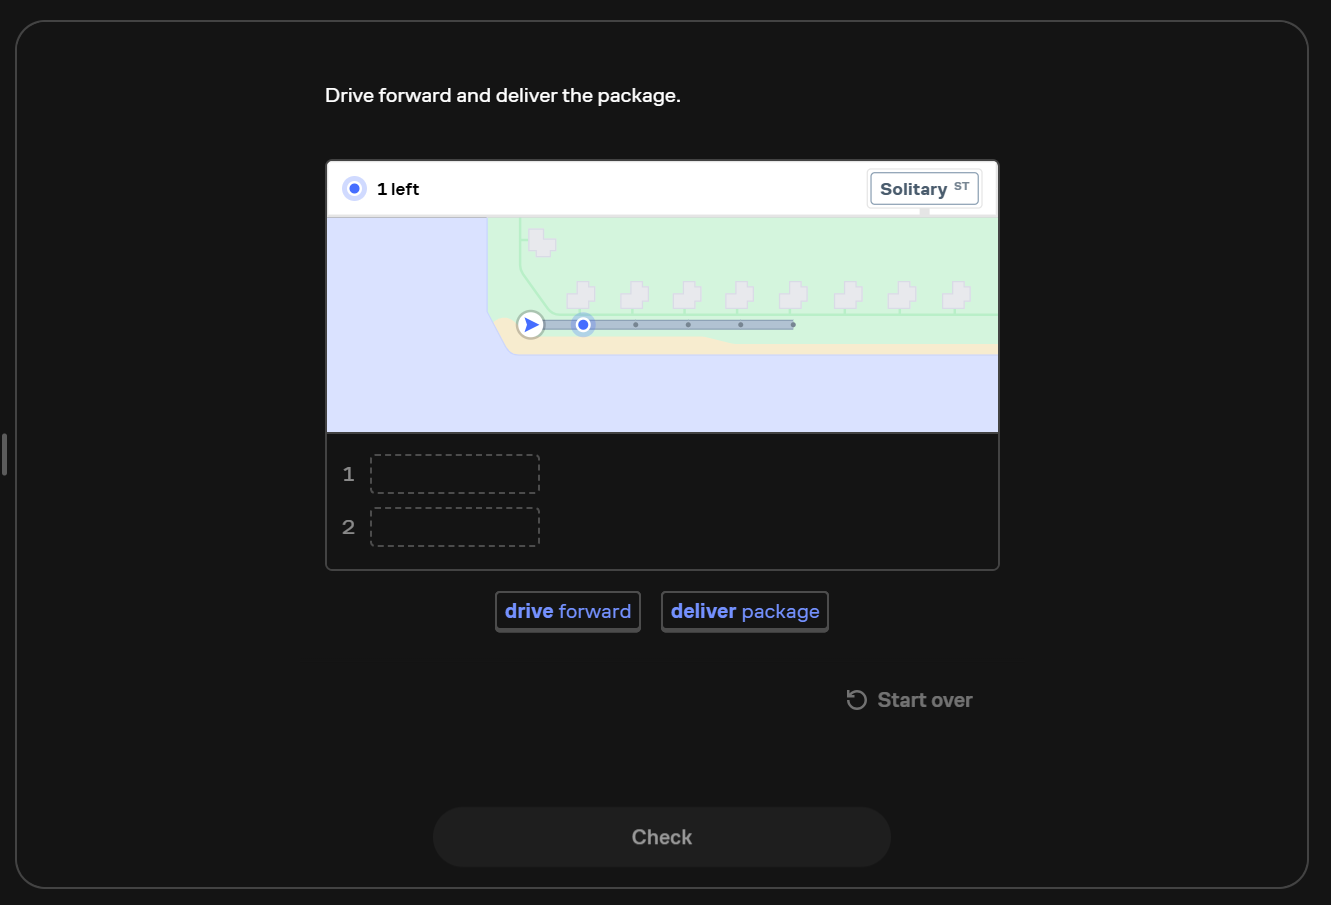 Drive forward and deliver the package.
1 left
Solitary ST
1
2
drive forward
deliver package
Start over
Check